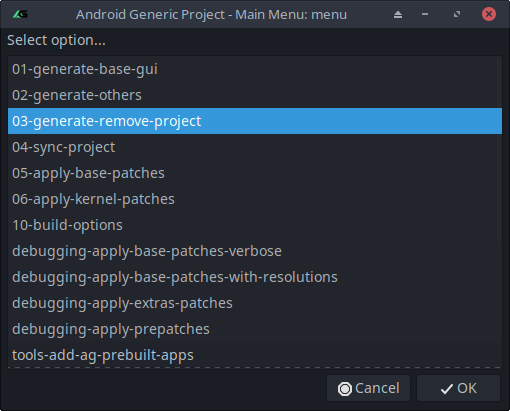 Android Generic Project - Main Menu: menu
Select option...
01-generate-base-gui
02-generate-others
03-generate-remove-project
04-sync-project
05-apply-base-patches
06-apply-kernel-patches
10-build-options
debugging-apply-base-patches-verbose
debugging-apply-base-patches-with-resolutions
debugging-apply-extras-patches
debugging-apply-prepatches
tools-add-ag-prebuilt-apps
Cancel
OK